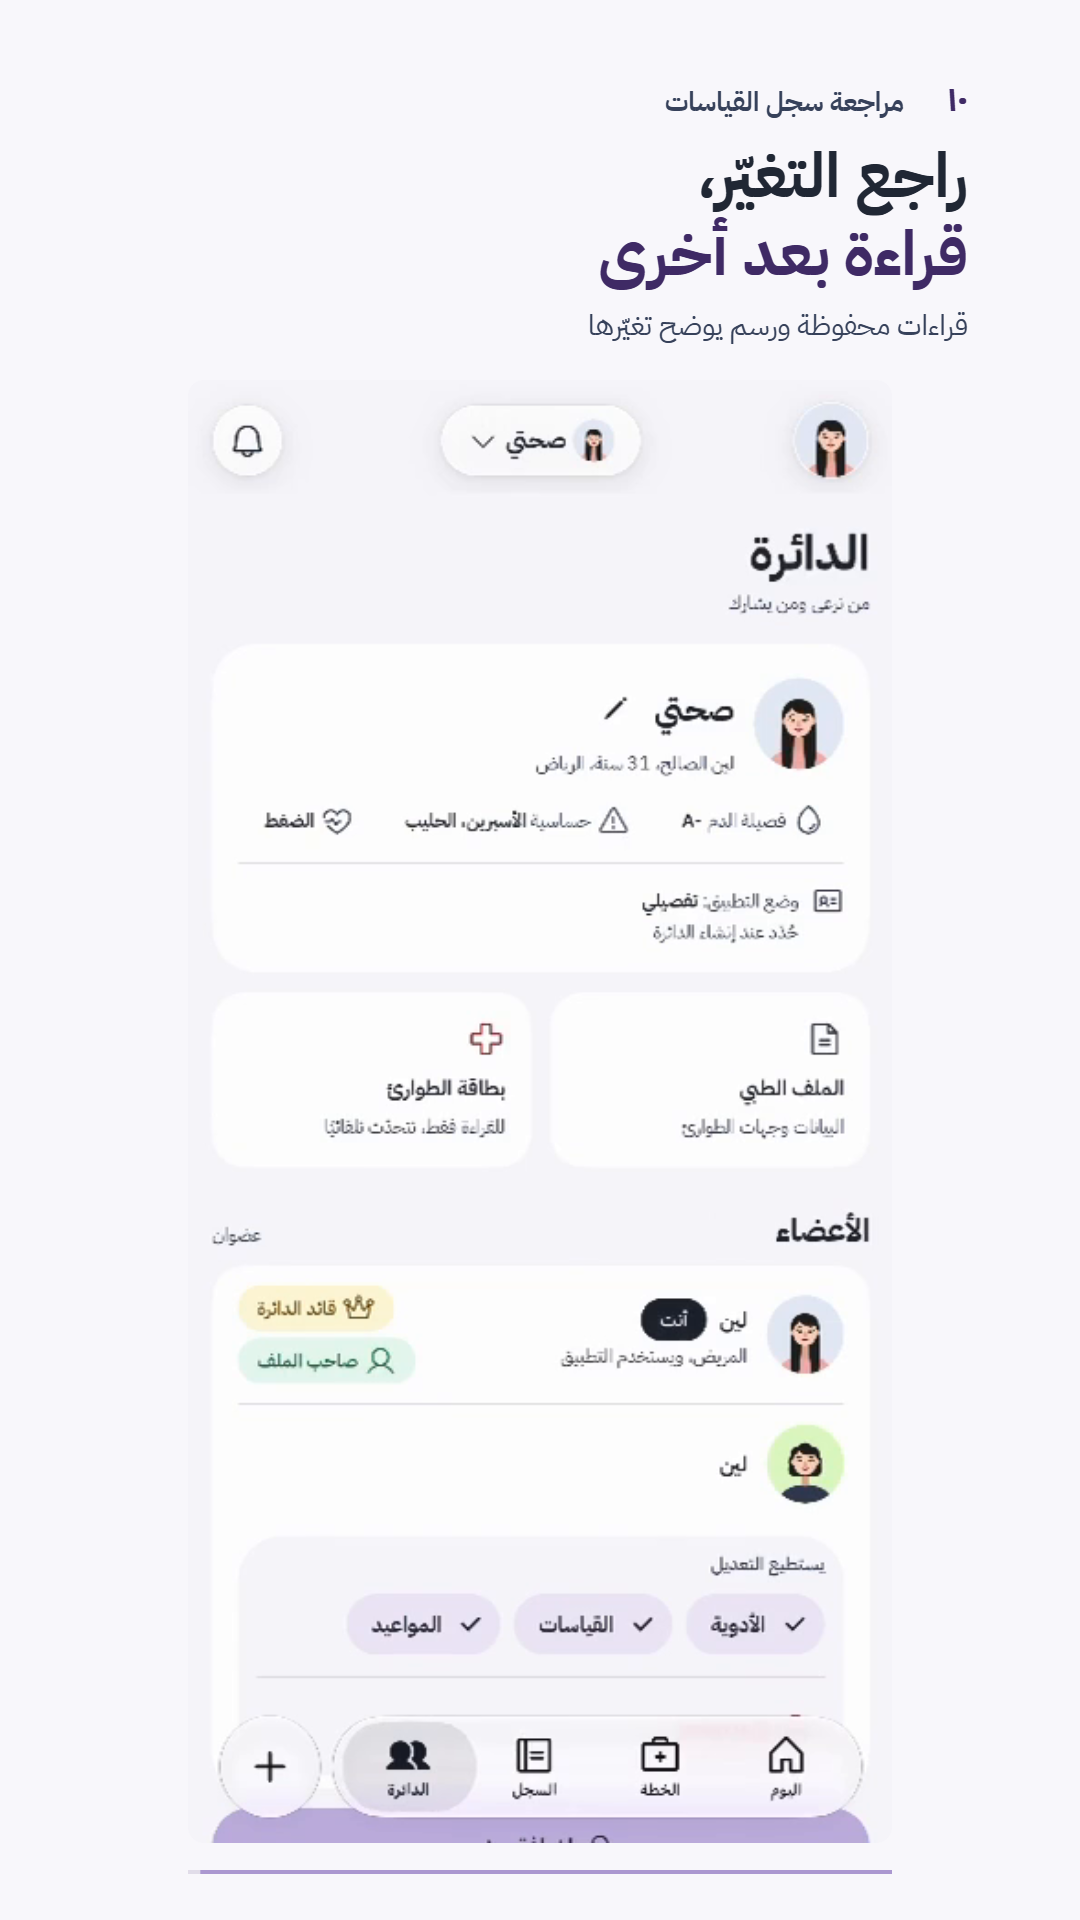 ١٠ مراجعة سجل القياسات
راجع التغيّر،
قراءة بعد أخرى
قراءات محفوظة ورسم يوضح تغيّرها
صحتي
الدائرة
من ترعى ومن يشارك
صحتي
لين الصالح، 31 سنة، الرياض
فصيلة الدم A-
حساسية الأسبرين، الحليب
الضغط
وضع التطبيق: تفصيلي
حُدّد عند إنشاء الدائرة
الملف الطبي
البيانات وجهات الطوارئ
بطاقة الطوارئ
للقراءة فقط، تتحدّث تلقائيًا
الأعضاء
عضوان
لين أنت
المريض، ويستخدم التطبيق
قائد الدائرة
صاحب الملف
لين
يستطيع التعديل
الأدوية
القياسات
المواعيد
اليوم
الخطة
السجل
الدائرة